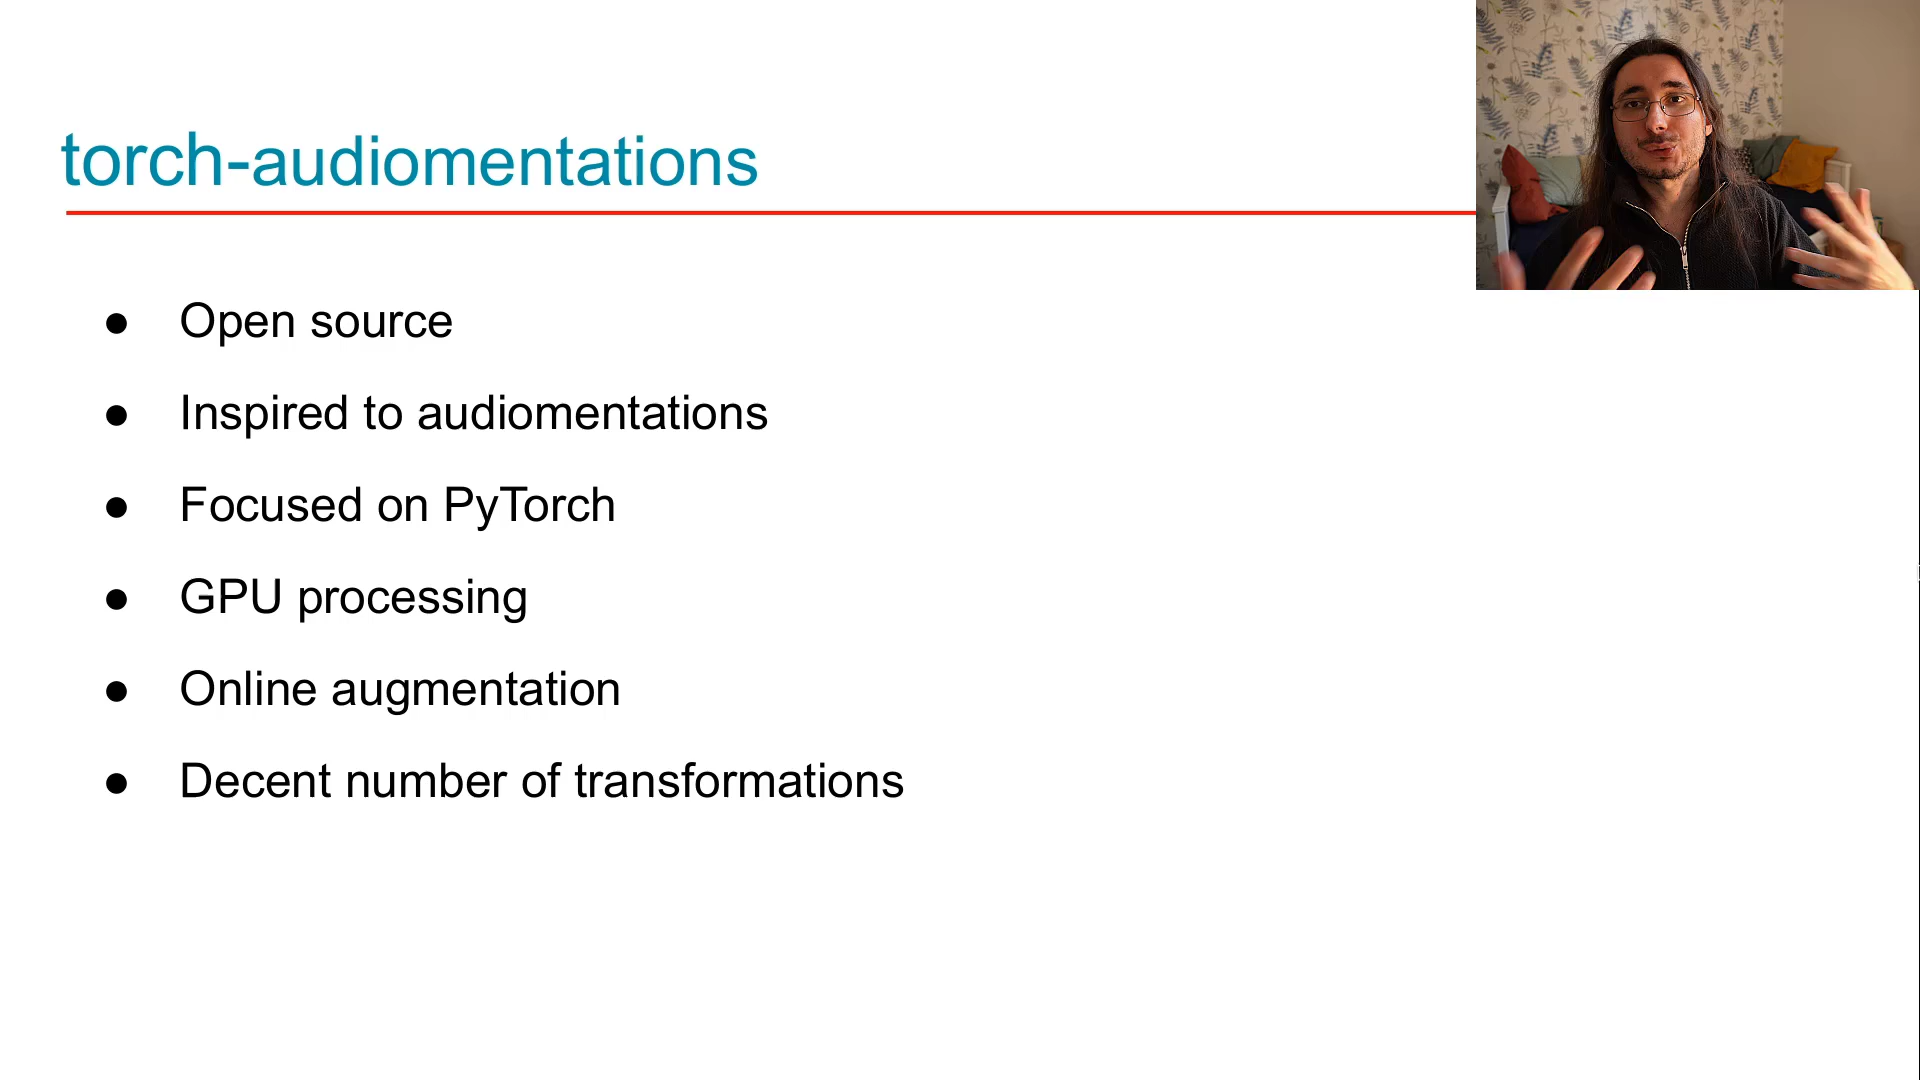 torch-audiomentations
● Open source
● Inspired to audiomentations
● Focused on PyTorch
● GPU processing
● Online augmentation
● Decent number of transformations